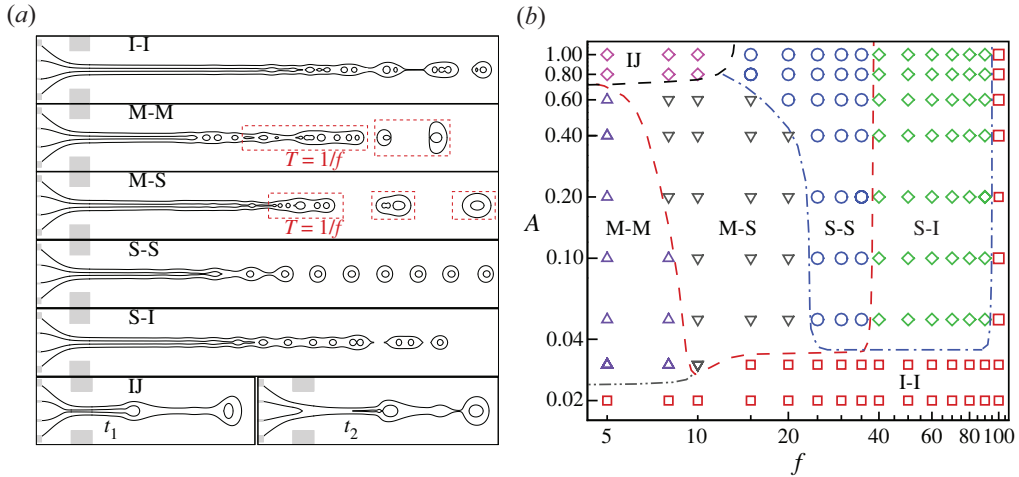 (a)
I-I
M-M
T = 1/f
M-S
T = 1/f
S-S
S-I
IJ
t1
t2
(b)
A
1.00
0.80
0.60
0.40
0.20
0.10
0.04
0.02
IJ
M-M
M-S
S-S
S-I
I-I
5
10
20
40
60
80
100
f